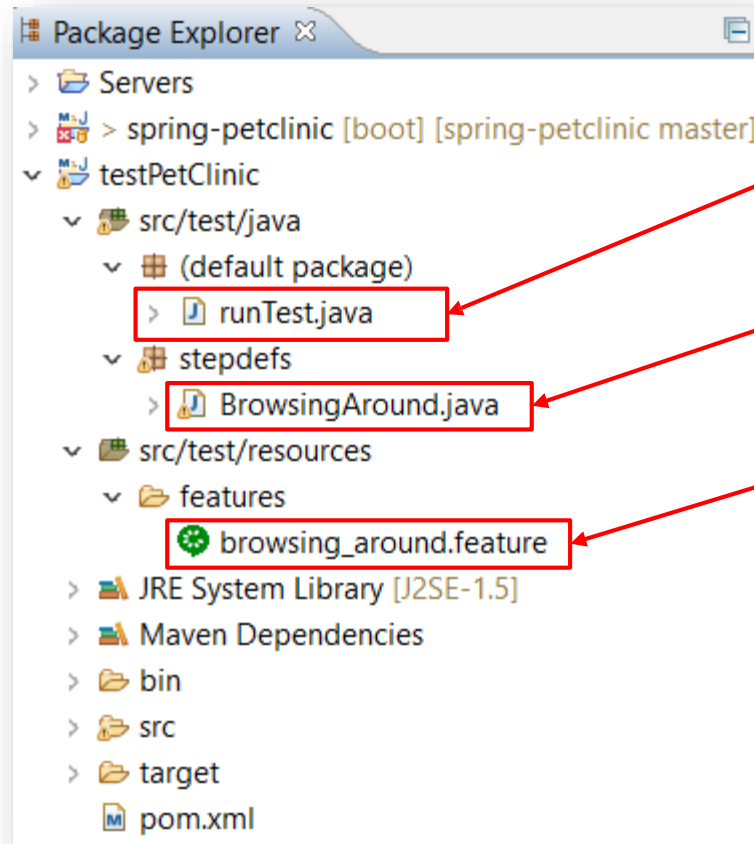 Package Explorer
Servers
> spring-petclinic [boot] [spring-petclinic master]
testPetClinic
src/test/java
(default package)
runTest.java
stepdefs
BrowsingAround.java
src/test/resources
features
browsing_around.feature
JRE System Library [J2SE-1.5]
Maven Dependencies
bin
src
target
pom.xml